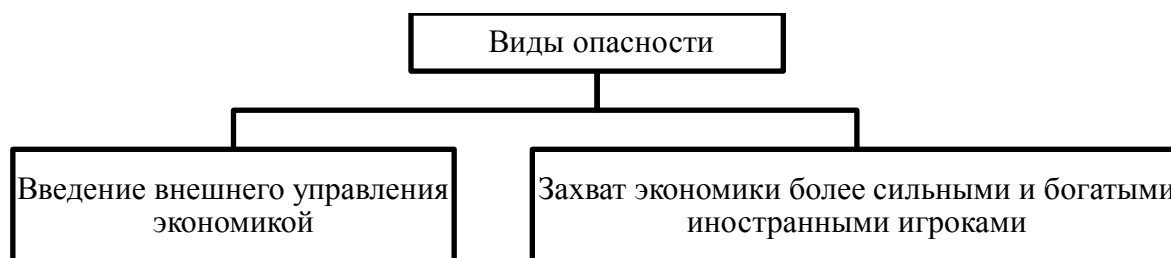 Виды опасности
Введение внешнего управления
экономикой
Захват экономики более сильными и богатыми
иностранными игроками